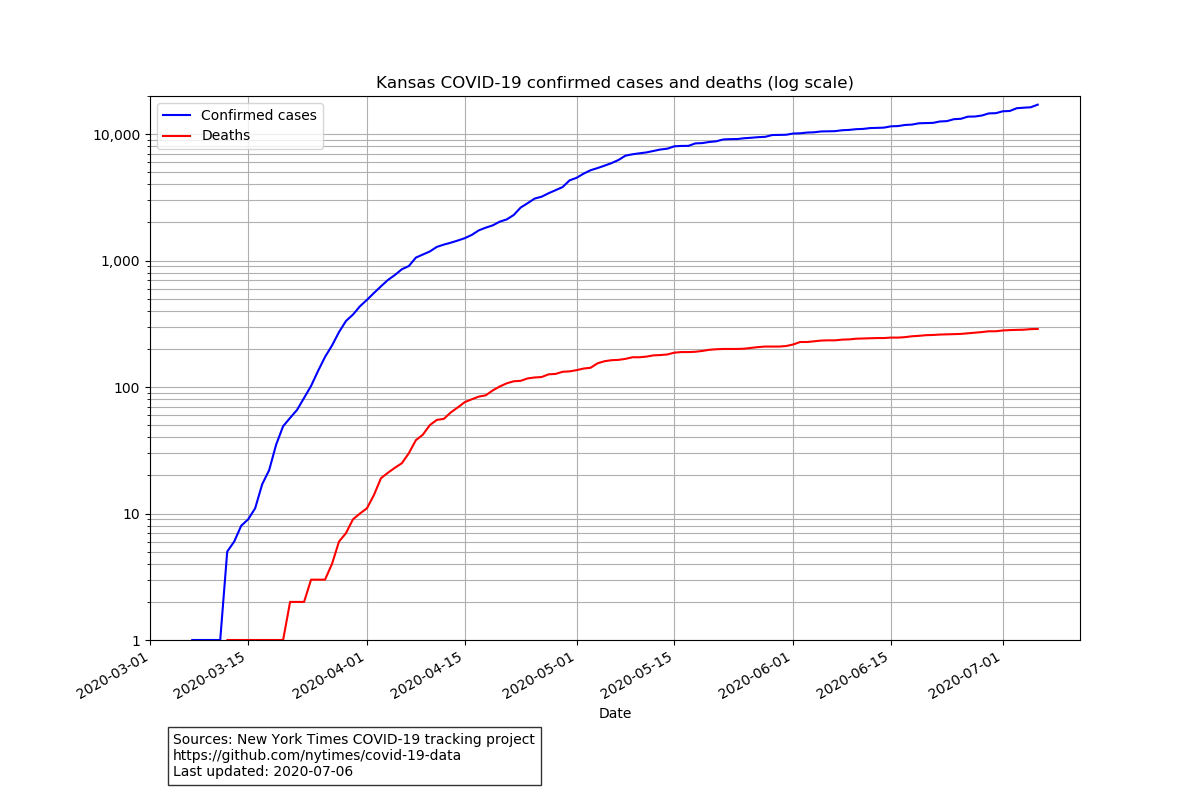 Kansas COVID-19 confirmed cases and deaths (log scale)
Confirmed cases
Deaths
10,000
1,000
100
10
1
2020-03-01
2020-03-15
2020-04-01
2020-04-15
2020-05-01
2020-05-15
2020-06-01
2020-06-15
2020-07-01
Date
Sources: New York Times COVID-19 tracking project
https://github.com/nytimes/covid-19-data
Last updated: 2020-07-06